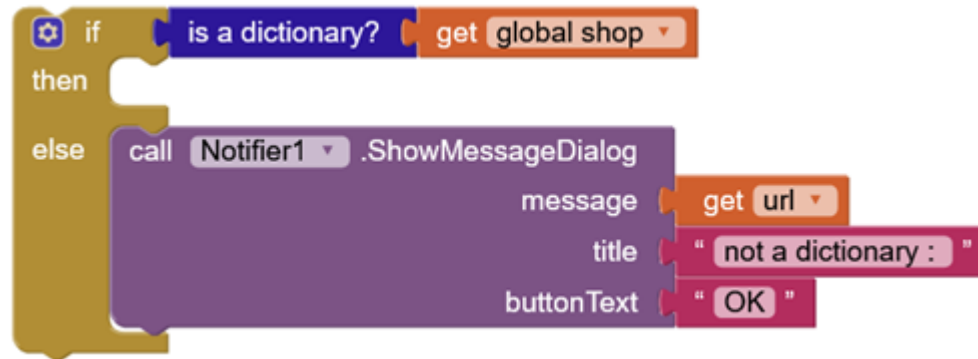 if is a dictionary? get global shop
then
else call Notifier1 .ShowMessageDialog
message get url
title " not a dictionary : "
buttonText " OK "